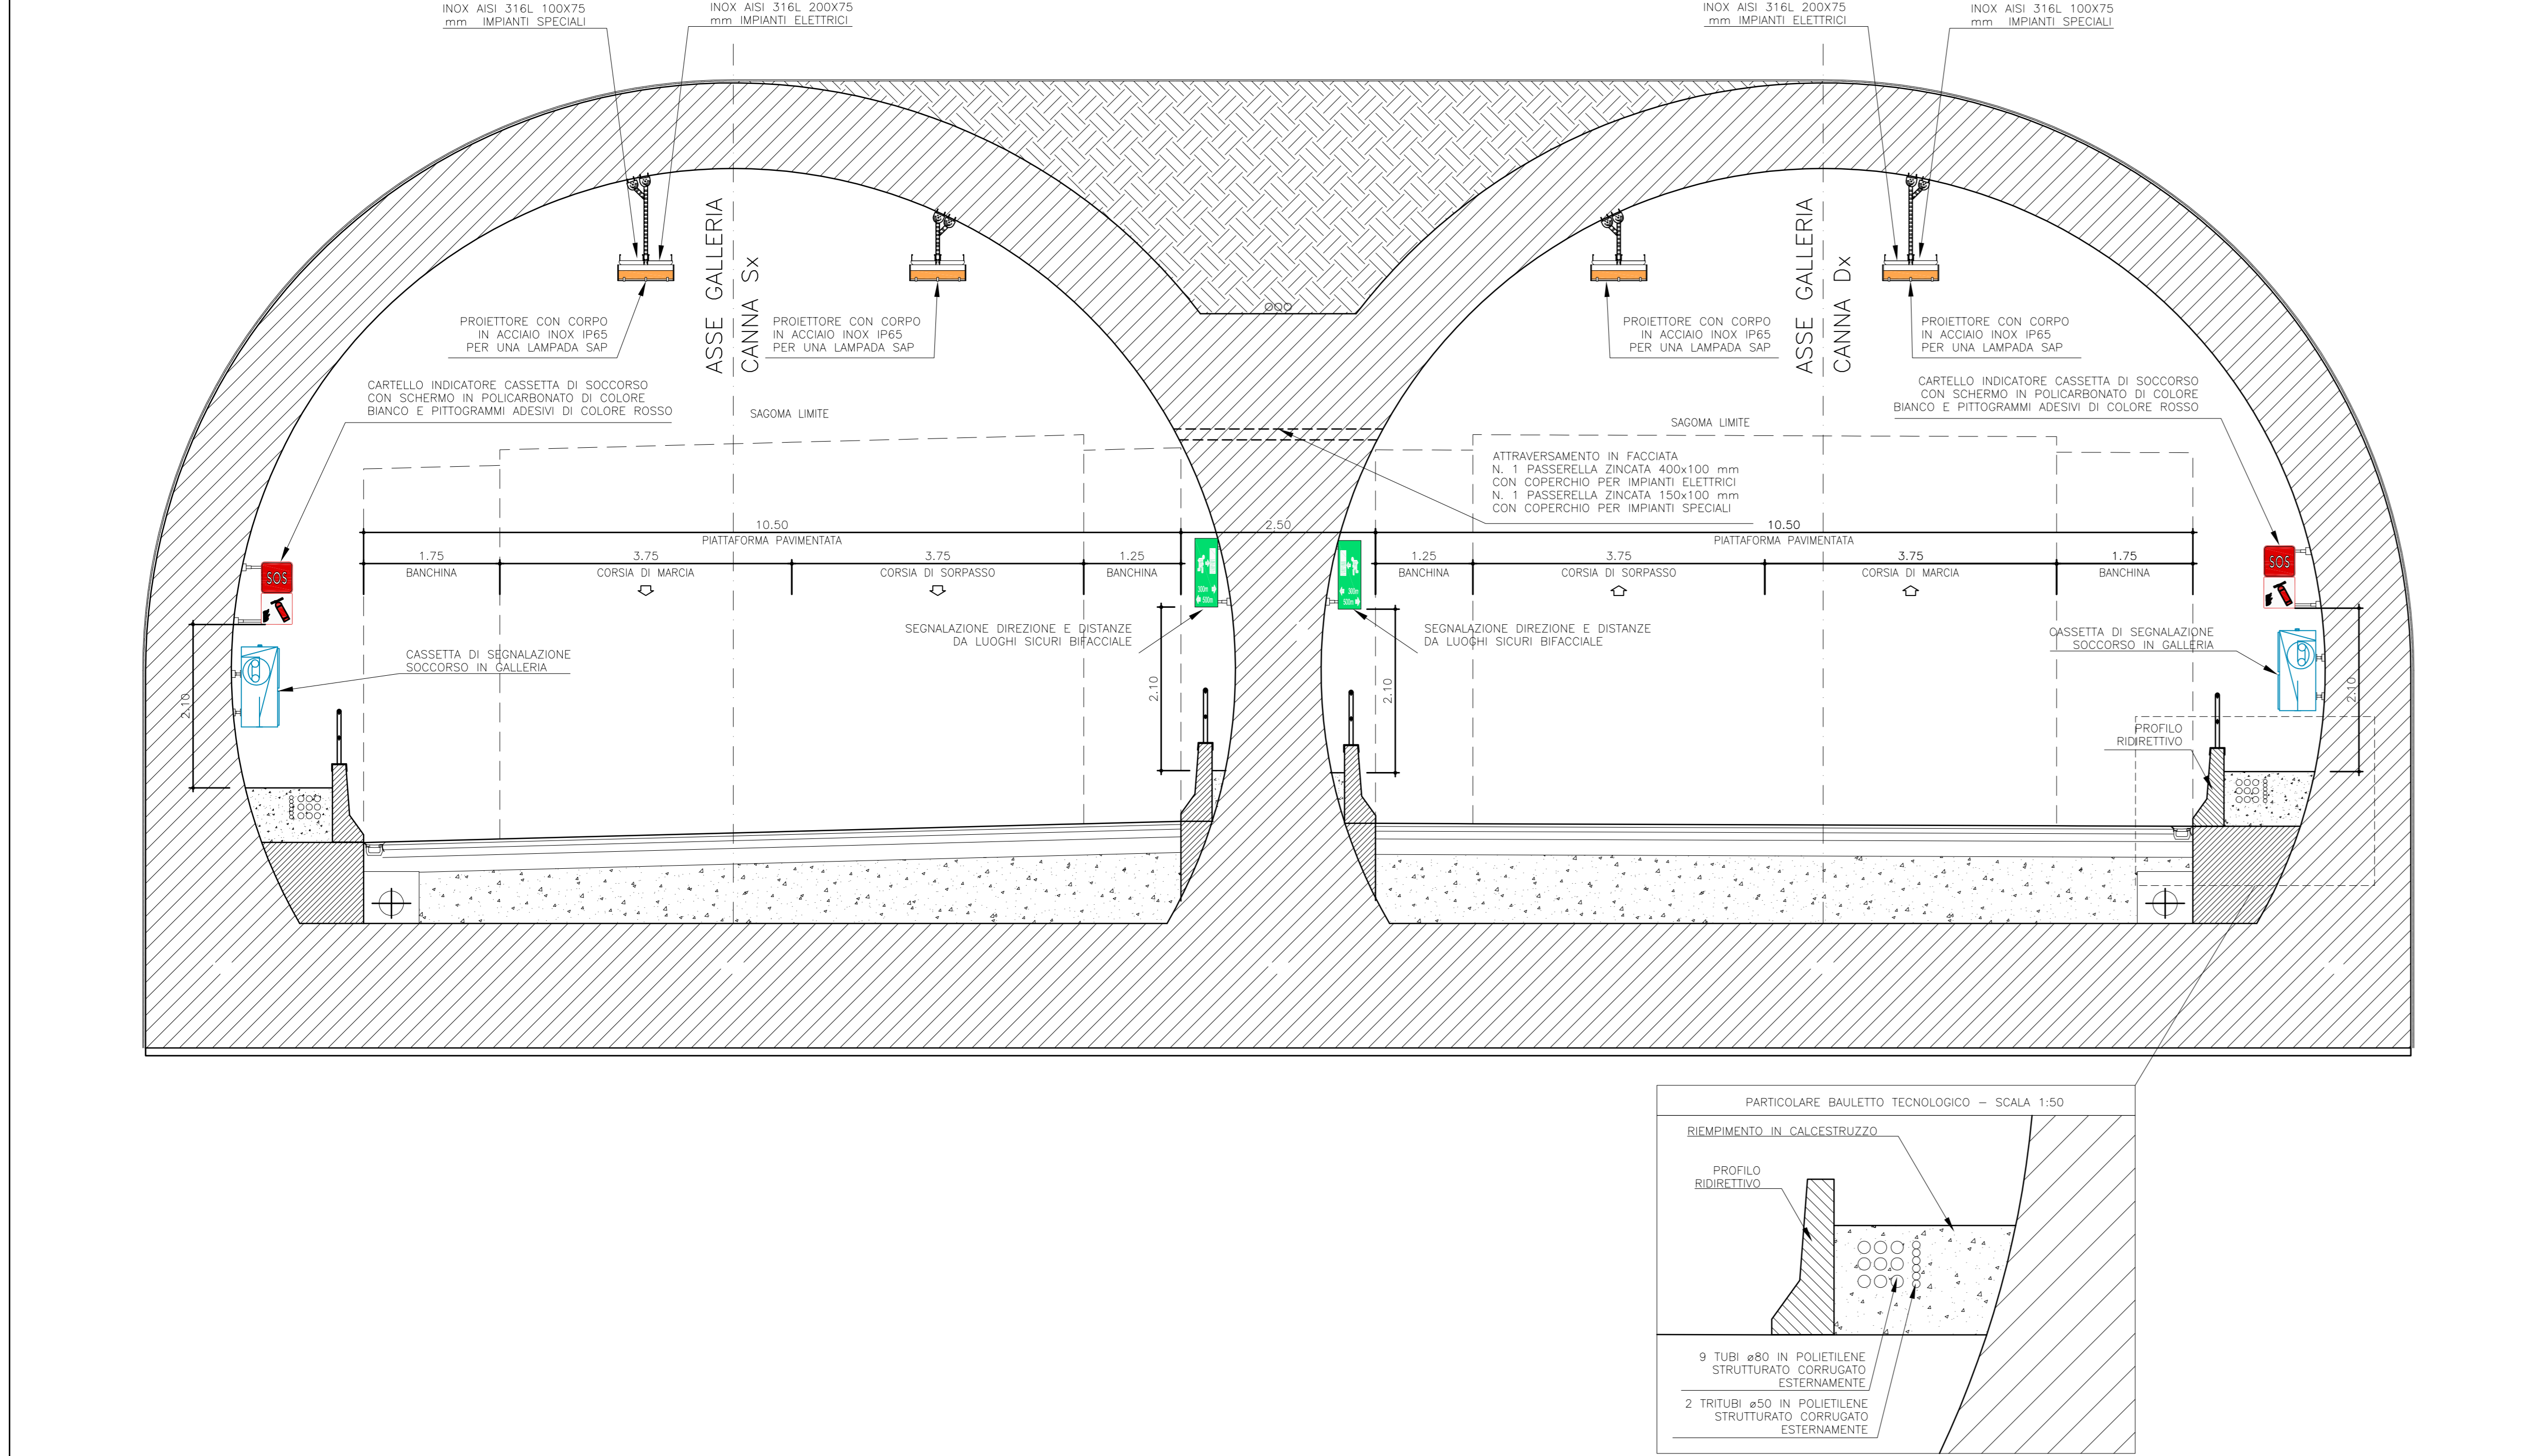 INOX AISI 316L 100X75
mm IMPIANTI SPECIALI
INOX AISI 316L 200X75
mm IMPIANTI ELETTRICI
INOX AISI 316L 200X75
mm IMPIANTI ELETTRICI
INOX AISI 316L 100X75
mm IMPIANTI SPECIALI
ASSE GALLERIA
CANNA Sx
ASSE GALLERIA
CANNA Dx
PROIETTORE CON CORPO
IN ACCIAIO INOX IP65
PER UNA LAMPADA SAP
PROIETTORE CON CORPO
IN ACCIAIO INOX IP65
PER UNA LAMPADA SAP
PROIETTORE CON CORPO
IN ACCIAIO INOX IP65
PER UNA LAMPADA SAP
PROIETTORE CON CORPO
IN ACCIAIO INOX IP65
PER UNA LAMPADA SAP
CARTELLO INDICATORE CASSETTA DI SOCCORSO
CON SCHERMO IN POLICARBONATO DI COLORE
BIANCO E PITTOGRAMMI ADESIVI DI COLORE ROSSO
SAGOMA LIMITE
SAGOMA LIMITE
CARTELLO INDICATORE CASSETTA DI SOCCORSO
CON SCHERMO IN POLICARBONATO DI COLORE
BIANCO E PITTOGRAMMI ADESIVI DI COLORE ROSSO
ATTRAVERSAMENTO IN FACCIATA
N. 1 PASSERELLA ZINCATA 400x100 mm
CON COPERCHIO PER IMPIANTI ELETTRICI
N. 1 PASSERELLA ZINCATA 150x100 mm
CON COPERCHIO PER IMPIANTI SPECIALI
10.50
PIATTAFORMA PAVIMENTATA
2.50
10.50
PIATTAFORMA PAVIMENTATA
1.75
BANCHINA
3.75
CORSIA DI MARCIA
3.75
CORSIA DI SORPASSO
1.25
BANCHINA
1.25
BANCHINA
3.75
CORSIA DI SORPASSO
3.75
CORSIA DI MARCIA
1.75
BANCHINA
SOS
SOS
300m
500m
300m
500m
SEGNALAZIONE DIREZIONE E DISTANZE
DA LUOGHI SICURI BIFACCIALE
SEGNALAZIONE DIREZIONE E DISTANZE
DA LUOGHI SICURI BIFACCIALE
CASSETTA DI SEGNALAZIONE
SOCCORSO IN GALLERIA
CASSETTA DI SEGNALAZIONE
SOCCORSO IN GALLERIA
2.10
2.10
2.10
2.10
PROFILO
RIDIRETTIVO
PARTICOLARE BAULETTO TECNOLOGICO – SCALA 1:50
RIEMPIMENTO IN CALCESTRUZZO
PROFILO
RIDIRETTIVO
9 TUBI ø80 IN POLIETILENE
STRUTTURATO CORRUGATO
ESTERNAMENTE
2 TRITUBI ø50 IN POLIETILENE
STRUTTURATO CORRUGATO
ESTERNAMENTE